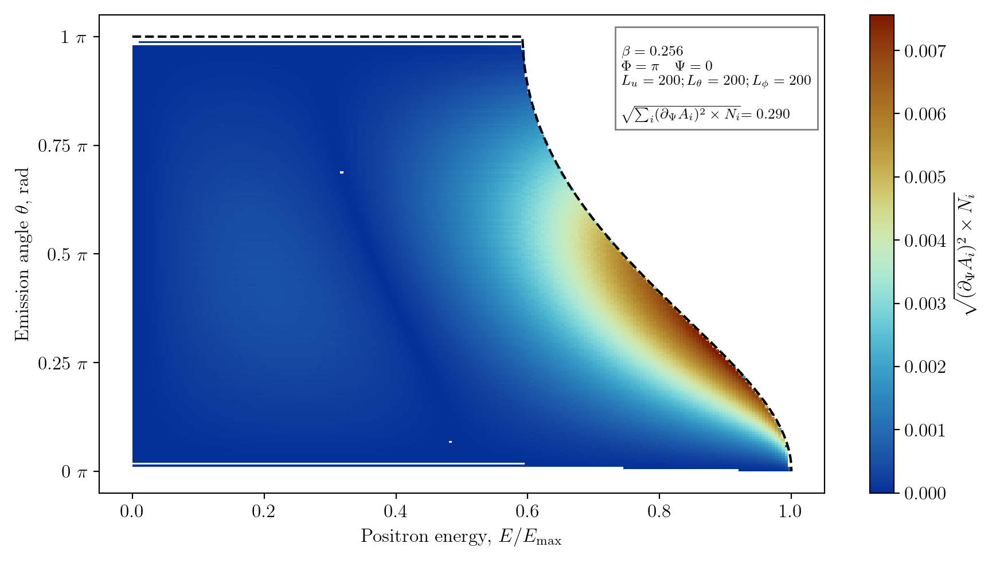 1 π
0.75 π
0.5 π
0.25 π
0 π
Emission angle θ, rad
0.0 0.2 0.4 0.6 0.8 1.0
Positron energy, E/E_max
β = 0.256
Φ = π Ψ = 0
L_u = 200; L_θ = 200; L_ϕ = 200
√∑_i(∂_Ψ A_i)² × N_i = 0.290
0.007
0.006
0.005
0.004
0.003
0.002
0.001
0.000
√(∂_Ψ A_i)² × N_i